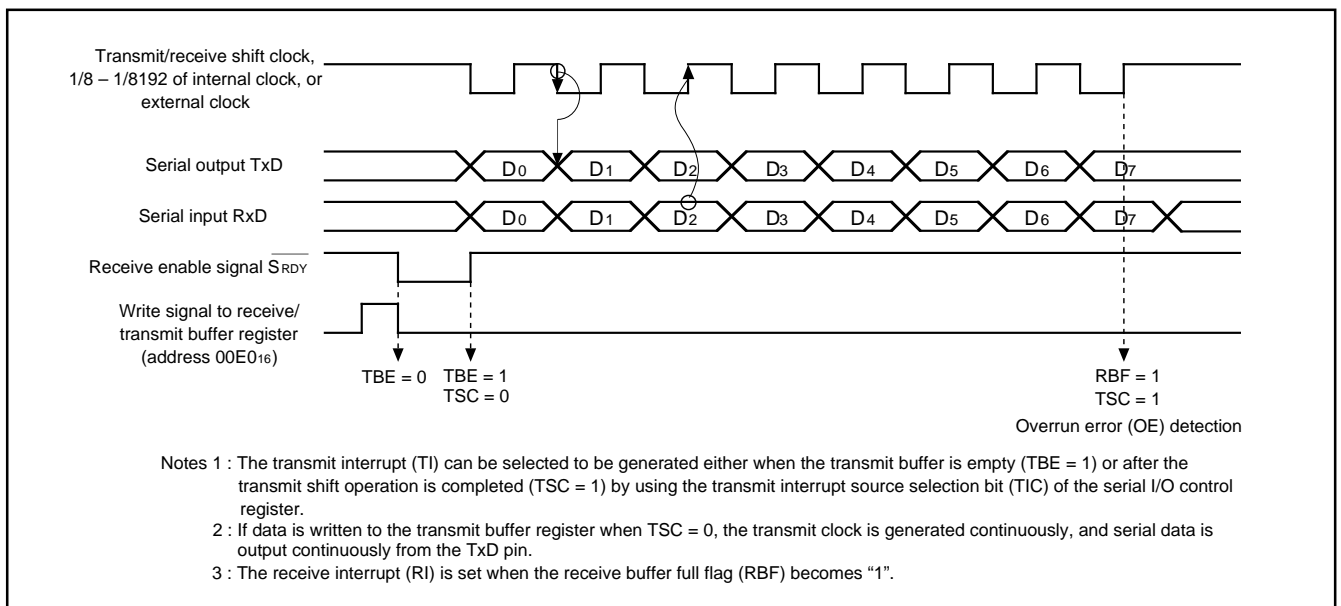 Transmit/receive shift clock,
1/8 – 1/8192 of internal clock, or
external clock
Serial output TxD
D0 D1 D2 D3 D4 D5 D6 D7
Serial input RxD
D0 D1 D2 D3 D4 D5 D6 D7
Receive enable signal SRDY
Write signal to receive/
transmit buffer register
(address 00E016)
TBE = 0
TBE = 1
TSC = 0
RBF = 1
TSC = 1
Overrun error (OE) detection
Notes 1 : The transmit interrupt (TI) can be selected to be generated either when the transmit buffer is empty (TBE = 1) or after the
transmit shift operation is completed (TSC = 1) by using the transmit interrupt source selection bit (TIC) of the serial I/O control
register.
2 : If data is written to the transmit buffer register when TSC = 0, the transmit clock is generated continuously, and serial data is
output continuously from the TxD pin.
3 : The receive interrupt (RI) is set when the receive buffer full flag (RBF) becomes “1”.